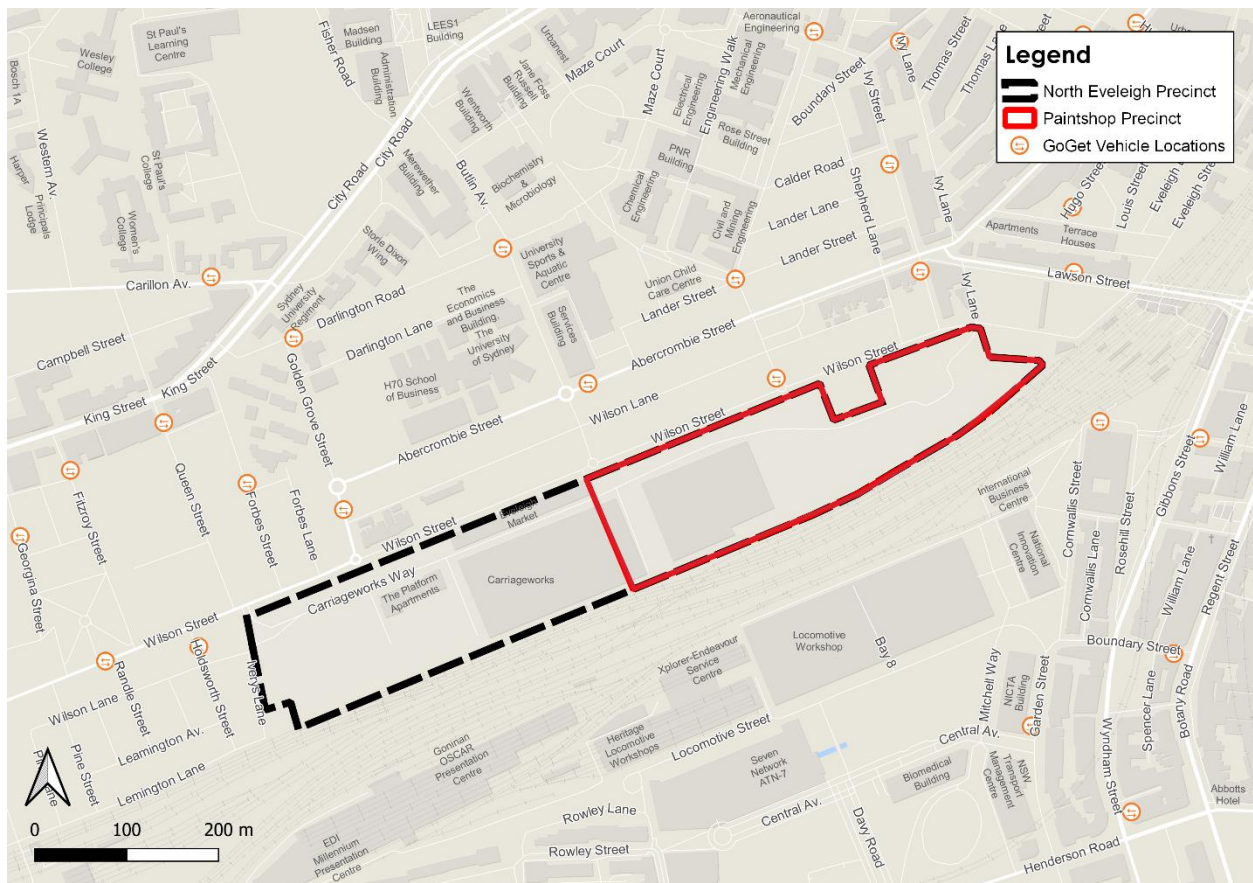 Legend
North Eveleigh Precinct
Paintshop Precinct
GoGet Vehicle Locations
St Paul's
Learning Centre
Wesley
College
Bosch 1A
Fisher Road
Madsen
Building
LEES1
Building
Administration
Building
Urbanest
Maze Court
Jane Foss
Russell
Building
Wentworth
Building
Maze Court
Electrical
Engineering
Engineering Walk
Mechanical
Engineering
Aeronautical
Engineering
Boundary Street
Ivy Lane
Ivy Street
Thomas Street
Thomas Lane
Rose Street
Building
PNR
Building
Chemical
Engineering
Civil and
Mining
Engineering
Calder Road
Lander Lane
Lander Street
Shepherd Lane
Ivy Lane
Hugo Street
Louis Street
Eveleigh Street
Apartments
Terrace
Houses
Lawson Street
Western Av.
Harper
Principals
Lodge
St Paul's
College
Women's
College
City Road
City Road
Merewether
Building
Butlin Av.
Biochemistry
&
Microbiology
Storie Dixon
Wing
University
Sports &
Aquatic
Centre
Union Child
Care Centre
Carillon Av.
Sydney
University
Regiment
Darlington Road
Darlington Lane
The
Economics
and Business
Building.
The
University
of Sydney
Services
Building
Lander Street
Abercrombie Street
Ivy Lane
Campbell Street
King Street
King Street
Golden Grove Street
H70 School
of Business
Abercrombie Street
Wilson Lane
Wilson Street
Wilson Street
Queen Street
Fitzroy Street
Georgina Street
Forbes Street
Forbes Lane
Wilson Street
Market
Carriageworks Way
The Platform
Apartments
Carriageworks
International
Business
Centre
National
Innovation
Centre
Cornwallis Street
Cornwallis Lane
Rosehill Street
Gibbons Street
William Lane
William Lane
Regent Street
Wilson Street
Holdsworth Street
Randle Street
Iverys Lane
Wilson Lane
Leamington Av.
Pine Street
Lemington Lane
Xplorer-Endeavour
Service
Centre
Locomotive
Workshop
Bay 8
Boundary Street
Mitchell Way
NICTA
Building
Garden Street
Spencer Lane
Botany Road
Wyndham Street
Goninan
OSCAR
Presentation
Centre
Heritage
Locomotive
Workshops
Locomotive Street
Seven
Network
ATN-7
Central Av.
Biomedical
Building
NSW
Transport
Management
Centre
Abbotts
Hotel
Rowley Lane
Central Av.
Davy Road
Rowley Street
EDI
Millennium
Presentation
Centre
Henderson Road
0 100 200 m